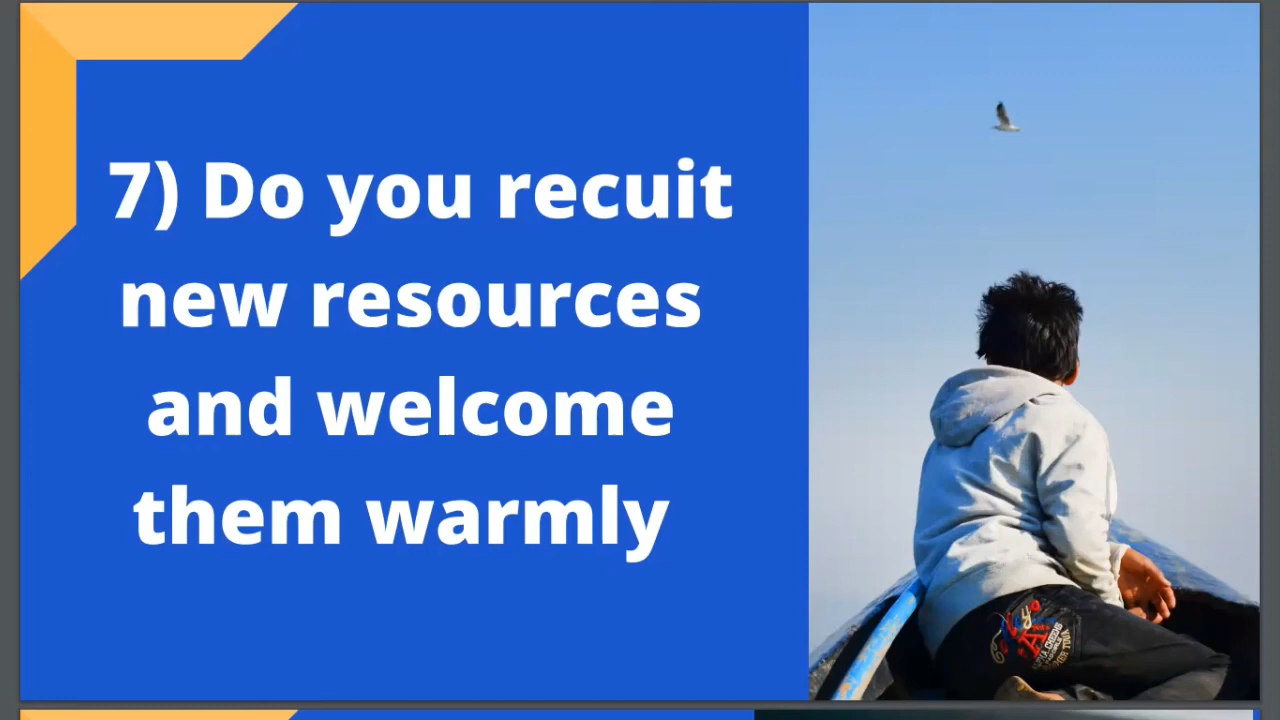 7) Do you recuit
new resources
and welcome
them warmly